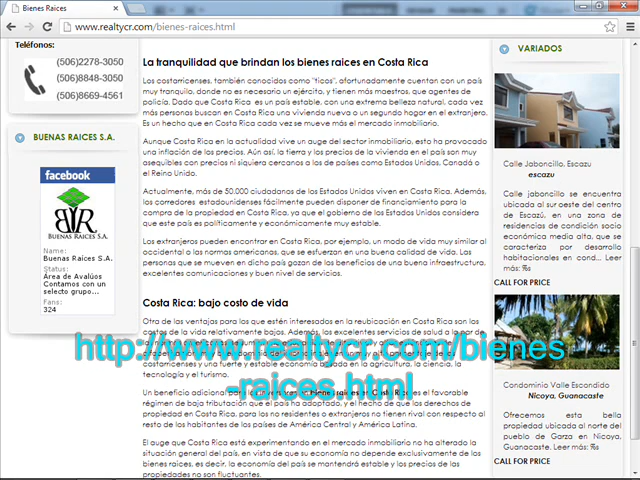 Bienes Raices
www.realtycr.com/bienes-raices.html
Teléfonos:
(506)2278-3050
(506)8848-3050
(506)8669-4561
BUENAS RAICES S.A.
facebook
BUENAS RAICES S.A.
Name:
Buenas Raices S.A.
Status:
Área de Avalúos
Contamos con un
selecto grupo...
Fans:
324
La tranquilidad que brindan los bienes raices en Costa Rica
Los costarricenses, también conocidos como "ticos", afortunadamente cuentan con un país
muy tranquilo, donde no es necesario un ejército, y tienen más maestros, que agentes de
policía. Dado que Costa Rica es un país estable, con una extrema belleza natural, cada vez
más personas buscan en Costa Rica una vivienda nueva o un segundo hogar en el extranjero.
Es un hecho que en Costa Rica cada vez se mueve más el mercado inmobiliario.
Aunque Costa Rica en la actualidad vive un auge del sector inmobiliario, esto ha provocado
una inflación de los precios. Aún así, la tierra y los precios de la vivienda en el país son muy
asequibles con precios ni siquiera cercanos a los de países como Estados Unidos, Canadá o
el Reino Unido.
Actualmente, más de 50.000 ciudadanos de los Estados Unidos viven en Costa Rica. Además,
los corredores estadounidenses fácilmente pueden disponer de financiamiento para la
compra de la propiedad en Costa Rica, ya que el gobierno de los Estados Unidos considera
que este país es políticamente y económicamente muy estable.
Los extranjeros pueden encontrar en Costa Rica, por ejemplo, un modo de vida muy similar al
occidental a las normas americanas, que se esfuerzan en una buena calidad de vida. Las
personas que se mueven en dicho país gozan de los beneficios de una buena infraestructura,
excelentes comunicaciones y buen nivel de servicios.
Costa Rica: bajo costo de vida
Otra de las ventajas para los que estén interesados en la reubicación en Costa Rica son los
costos de la vida relativamente bajos. Además, los excelentes servicios de salud a la par de
http://www.realtycr.com/bienes
-raices.html
costarricenses y una fuerte y estable economía basada en la agricultura, la ciencia, la
tecnología y el turismo.
Un beneficio adicional bienes raices en Costa Rica es el favorable
régimen de bajo tributación que el país ha adoptado, y el hecho de que los derechos de
propiedad en Costa Rica, para los no residentes o extranjeros no tienen rival con respecto al
resto de los habitantes de los países de América Central y América Latina.
El auge que Costa Rica está experimentando en el mercado inmobiliario no ha alterado la
situación general del país, en vista de que su economía no depende exclusivamente de los
bienes raices, es decir, la economía del país se mantendrá estable y los precios de las
propiedades no son fluctuantes.
VARIADOS
Calle Jaboncillo, Escazu
escazu
Calle jaboncillo se encuentra
ubicada al sur oeste del centro
de Escazú, en una zona de
residencias de condición socio
económica media alta, que se
caracteriza por desarrollo
habitacionales en cond... Leer
más:‰s
CALL FOR PRICE
Condominio Valle Escondido
Nicoya, Guanacaste
Ofrecemos esta bella
propiedad ubicada al norte del
pueblo de Garza en Nicoya,
Guanacaste. Leer más:‰s
CALL FOR PRICE